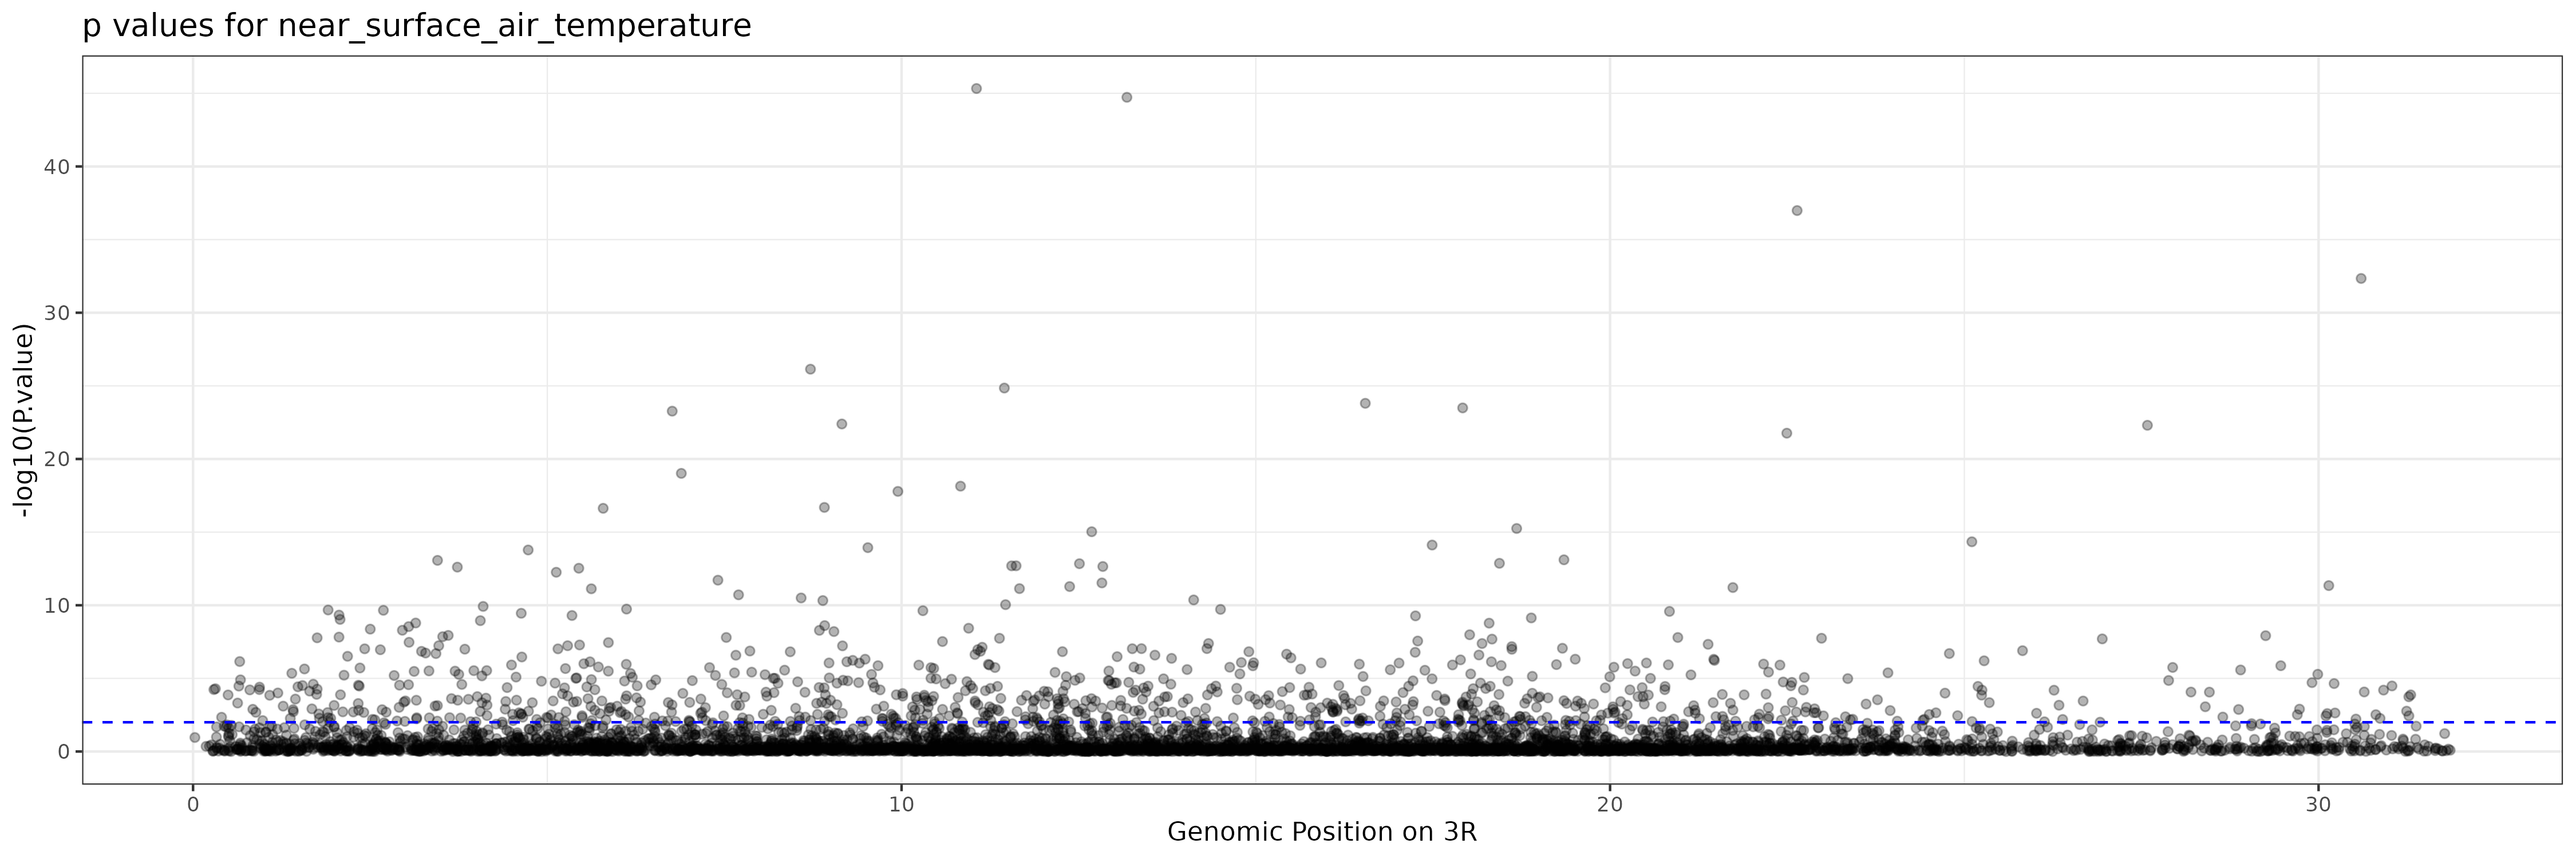 p values for near_surface_air_temperature
40
30
20
10
0
-log10(P.value)
0 10 20 30
Genomic Position on 3R